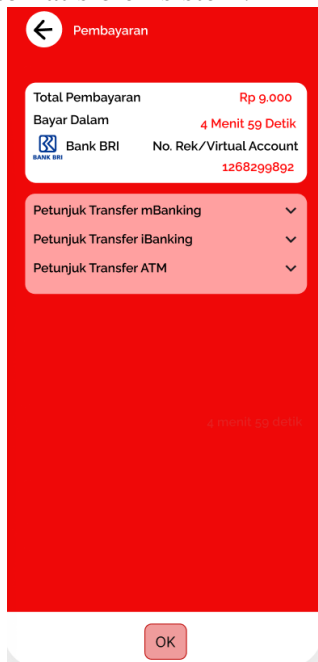 Pembayaran
Total Pembayaran Rp 9.000
Bayar Dalam 4 Menit 59 Detik
BANK BRI Bank BRI No. Rek/Virtual Account
1268299892
Petunjuk Transfer mBanking
Petunjuk Transfer iBanking
Petunjuk Transfer ATM
4 menit 59 detik
OK